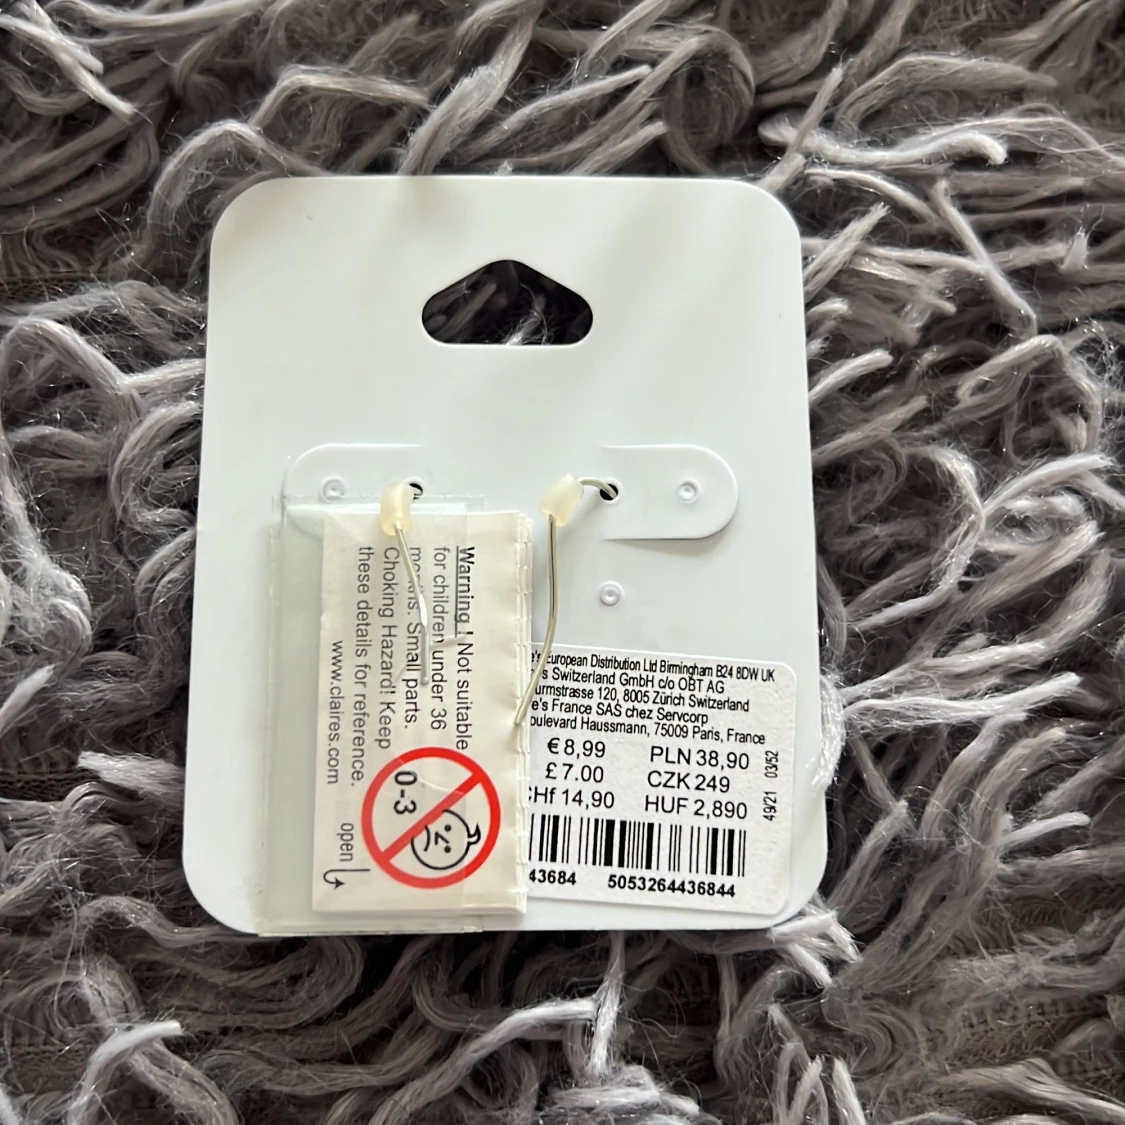 Warning ! Not suitable
for children under 36
months. Small parts.
Choking Hazard! Keep
these details for reference.
www.claires.com
open
0-3
European Distribution Ltd Birmingham B24 8DW UK
Switzerland GmbH c/o OBT AG
120, 8005 Zürich Switzerland
France SAS chez Servcorp
Haussmann, 75009 Paris, France
€8,99 PLN 38,90
£7.00 CZK 249
14,90 HUF 2,890
49/21 03/52
43684 5053264436844